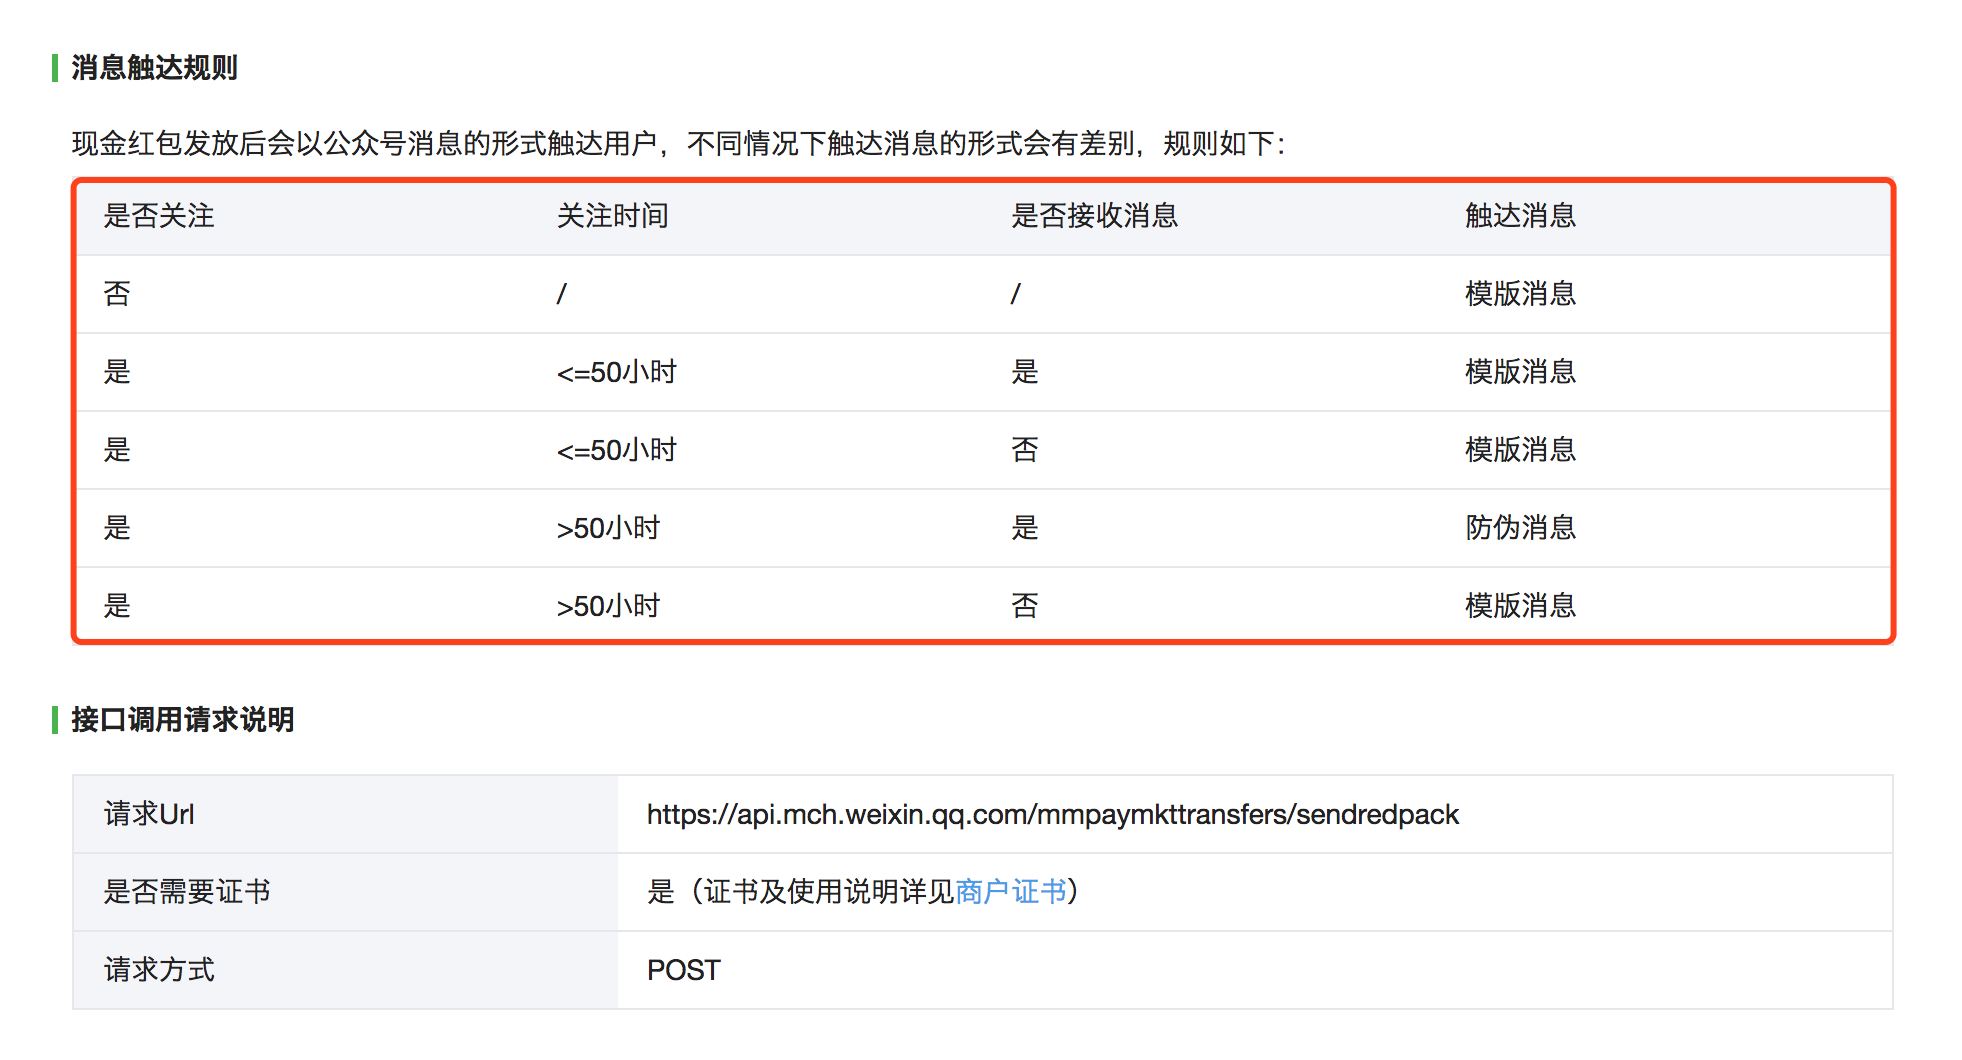 消息触达规则
现金红包发放后会以公众号消息的形式触达用户，不同情况下触达消息的形式会有差别，规则如下：
是否关注 关注时间 是否接收消息 触达消息
否 / / 模版消息
是 <=50小时 是 模版消息
是 <=50小时 否 模版消息
是 >50小时 是 防伪消息
是 >50小时 否 模版消息
接口调用请求说明
请求Url https://api.mch.weixin.qq.com/mmpaymkttransfers/sendredpack
是否需要证书 是（证书及使用说明详见商户证书）
请求方式 POST